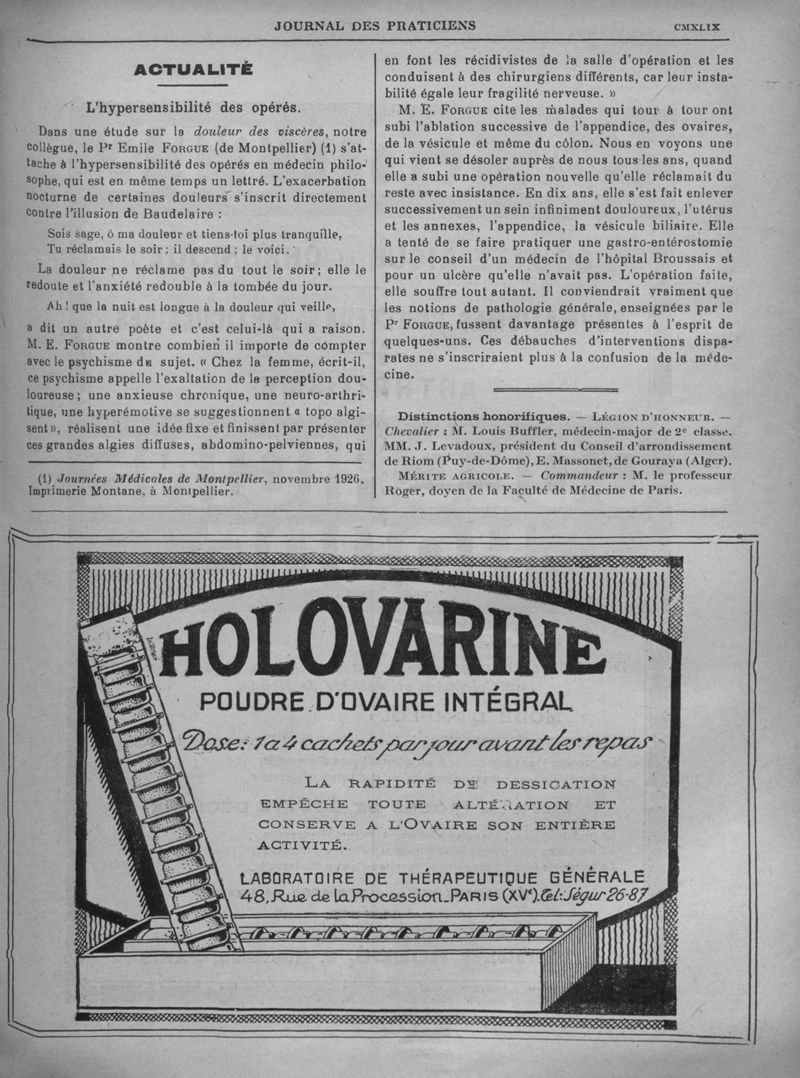 JOURNAL DES PRATICIENS
CMXLIX
ACTUALITÉ
L'hypersensibilité des opérés.
Dans une étude sur la douleur des viscères, notre
collègue, le Pr Emile FORGUE (de Montpellier) (1) s'at-
tache à l'hypersensibilité des opérés en médecin philo-
sophe, qui est en même temps un lettré. L'exacerbation
nocturne de certaines douleurs s'inscrit directement
contre l'illusion de Baudelaire :
Sois sage, ô ma douleur et tiens-toi plus tranquille,
Tu réclamais le soir ; il descend ; le voici.
La douleur ne réclame pas du tout le soir ; elle le
redoute et l'anxiété redouble à la tombée du jour.
Ah ! que la nuit est longue à la douleur qui veille,
a dit un autre poète et c'est celui-là qui a raison.
M. E. FORGUE montre combien il importe de compter
avec le psychisme du sujet. « Chez la femme, écrit-il,
ce psychisme appelle l'exaltation de la perception dou-
loureuse ; une anxieuse chronique, une neuro-arthri-
tique, une hyperémotive se suggestionnent « topo algi-
sent », réalisent une idée fixe et finissent par présenter
ces grandes algies diffuses, abdomino-pelviennes, qui
(1) Journées Médicales de Montpellier, novembre 1926,
Imprimerie Montane, à Montpellier.
en font les récidivistes de la salle d'opération et les
conduisent à des chirurgiens différents, car leur insta-
bilité égale leur fragilité nerveuse. »
M. E. FORGUE cite les malades qui tour à tour ont
subi l'ablation successive de l'appendice, des ovaires,
de la vésicule et même du côlon. Nous en voyons une
qui vient se désoler auprès de nous tous les ans, quand
elle a subi une opération nouvelle qu'elle réclamait du
reste avec insistance. En dix ans, elle s'est fait enlever
successivement un sein infiniment douloureux, l'utérus
et les annexes, l'appendice, la vésicule biliaire. Elle
a tenté de se faire pratiquer une gastro-entérostomie
sur le conseil d'un médecin de l'hôpital Broussais et
pour un ulcère qu'elle n'avait pas. L'opération faite,
elle souffre tout autant. Il conviendrait vraiment que
les notions de pathologie générale, enseignées par le
Pr FORGUE, fussent davantage présentes à l'esprit de
quelques-uns. Ces débauches d'interventions dispa-
rates ne s'inscriraient plus à la confusion de la méde-
cine.
Distinctions honorifiques. — LÉGION D'HONNEUR. —
Chevalier : M. Louis Buffler, médecin-major de 2e classe.
MM. J. Levadoux, président du Conseil d'arrondissement
de Riom (Puy-de-Dôme), E. Massonet, de Gouraya (Alger).
MÉRITE AGRICOLE. — Commandeur : M. le professeur
Roger, doyen de la Faculté de Médecine de Paris.
HOLOVARINE
POUDRE D'OVAIRE INTÉGRAL
Dose: 1 a 4 cachets par jour avant les repas
LA RAPIDITÉ DE DESSICATION
EMPÊCHE TOUTE ALTÉRATION ET
CONSERVE A L'OVAIRE SON ENTIÈRE
ACTIVITÉ.
LABORATOIRE DE THÉRAPEUTIQUE GÉNÉRALE
48, Rue de la Procession_PARIS (XVe). Tél: Ségur 26-87